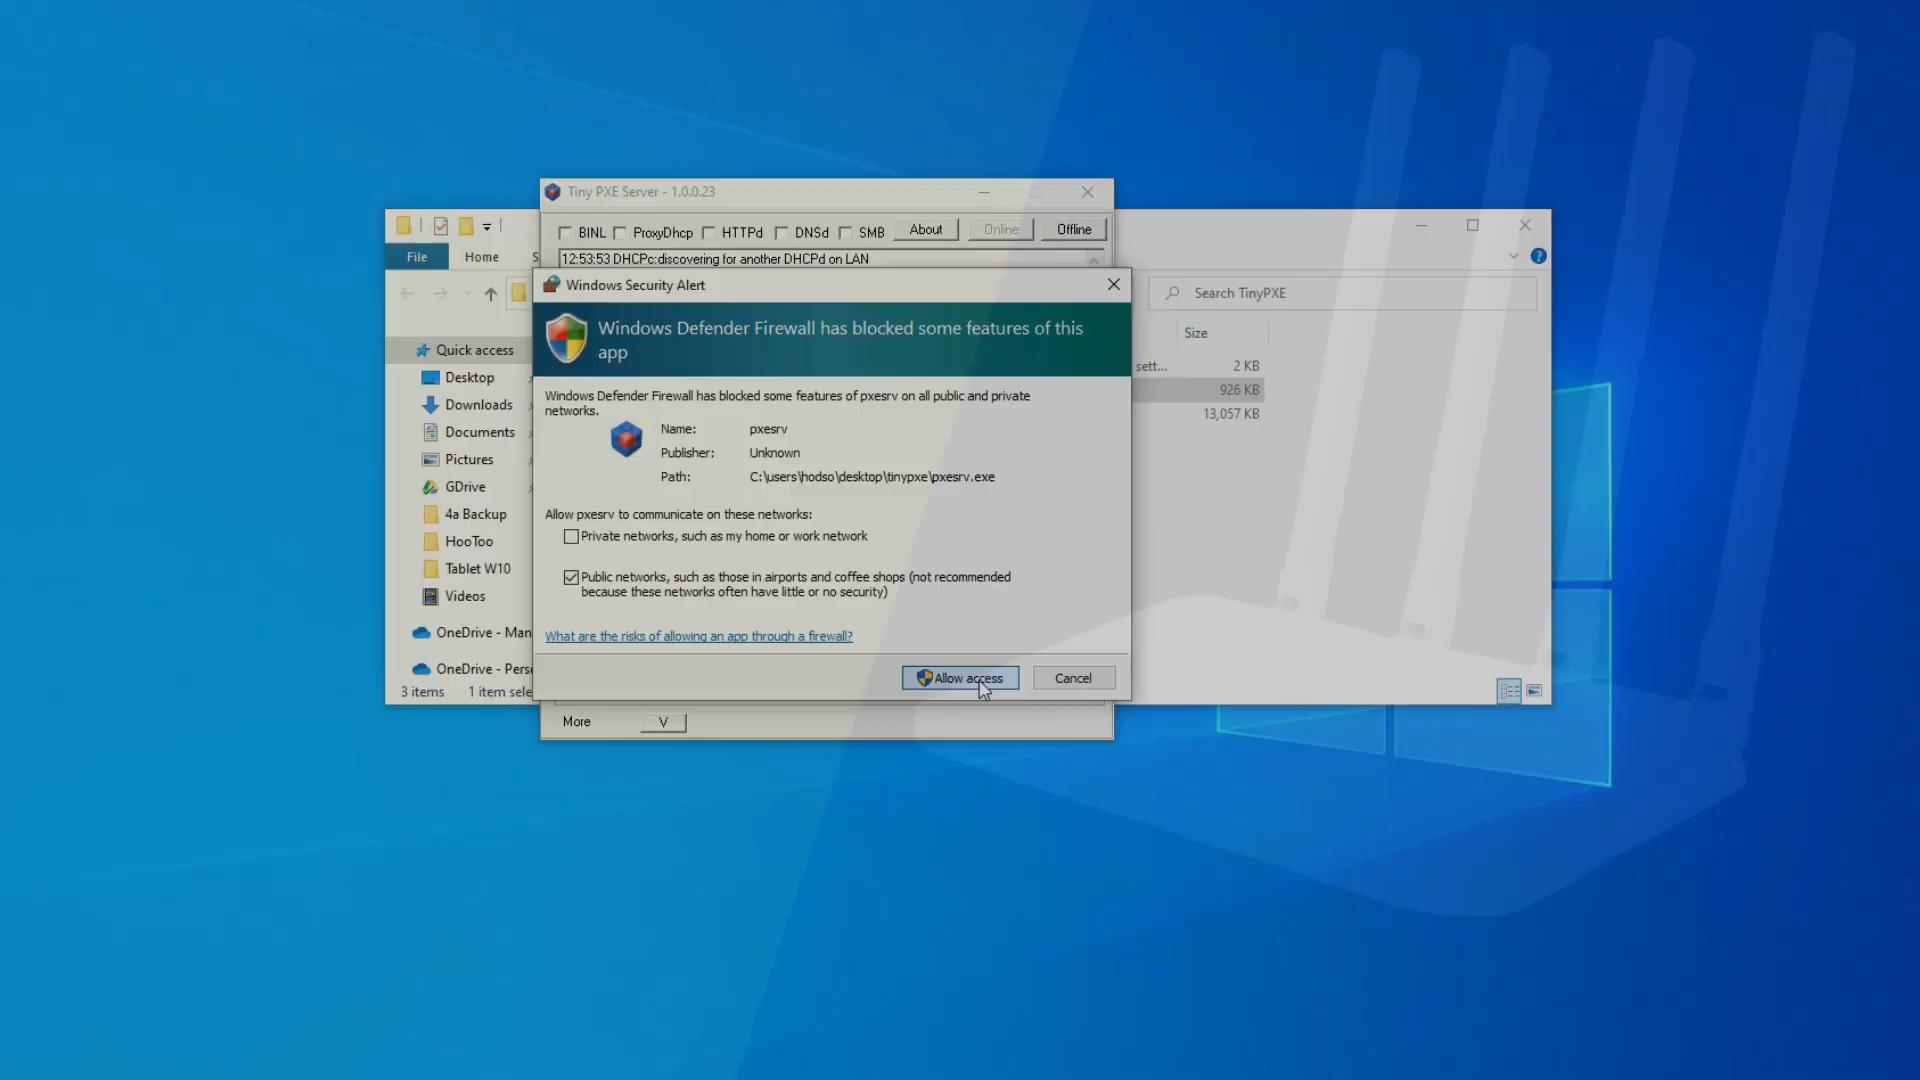 Tiny PXE Server - 1.0.0.23
BINL ProxyDhcp HTTPd DNSd SMB About Online Offline
12:53:53 DHCPc:discovering for another DHCPd on LAN
File Home
Search TinyPXE
Size
sett... 2 KB
926 KB
13,057 KB
Quick access
Desktop
Downloads
Documents
Pictures
GDrive
4a Backup
HooToo
Tablet W10
Videos
OneDrive - Man
OneDrive - Pers
3 items 1 item sele
Windows Security Alert
Windows Defender Firewall has blocked some features of this
app
Windows Defender Firewall has blocked some features of pxesrv on all public and private
networks.
Name: pxesrv
Publisher: Unknown
Path: C:\users\hodso\desktop\tinypxe\pxesrv.exe
Allow pxesrv to communicate on these networks:
Private networks, such as my home or work network
Public networks, such as those in airports and coffee shops (not recommended
because these networks often have little or no security)
What are the risks of allowing an app through a firewall?
Allow access Cancel
More V